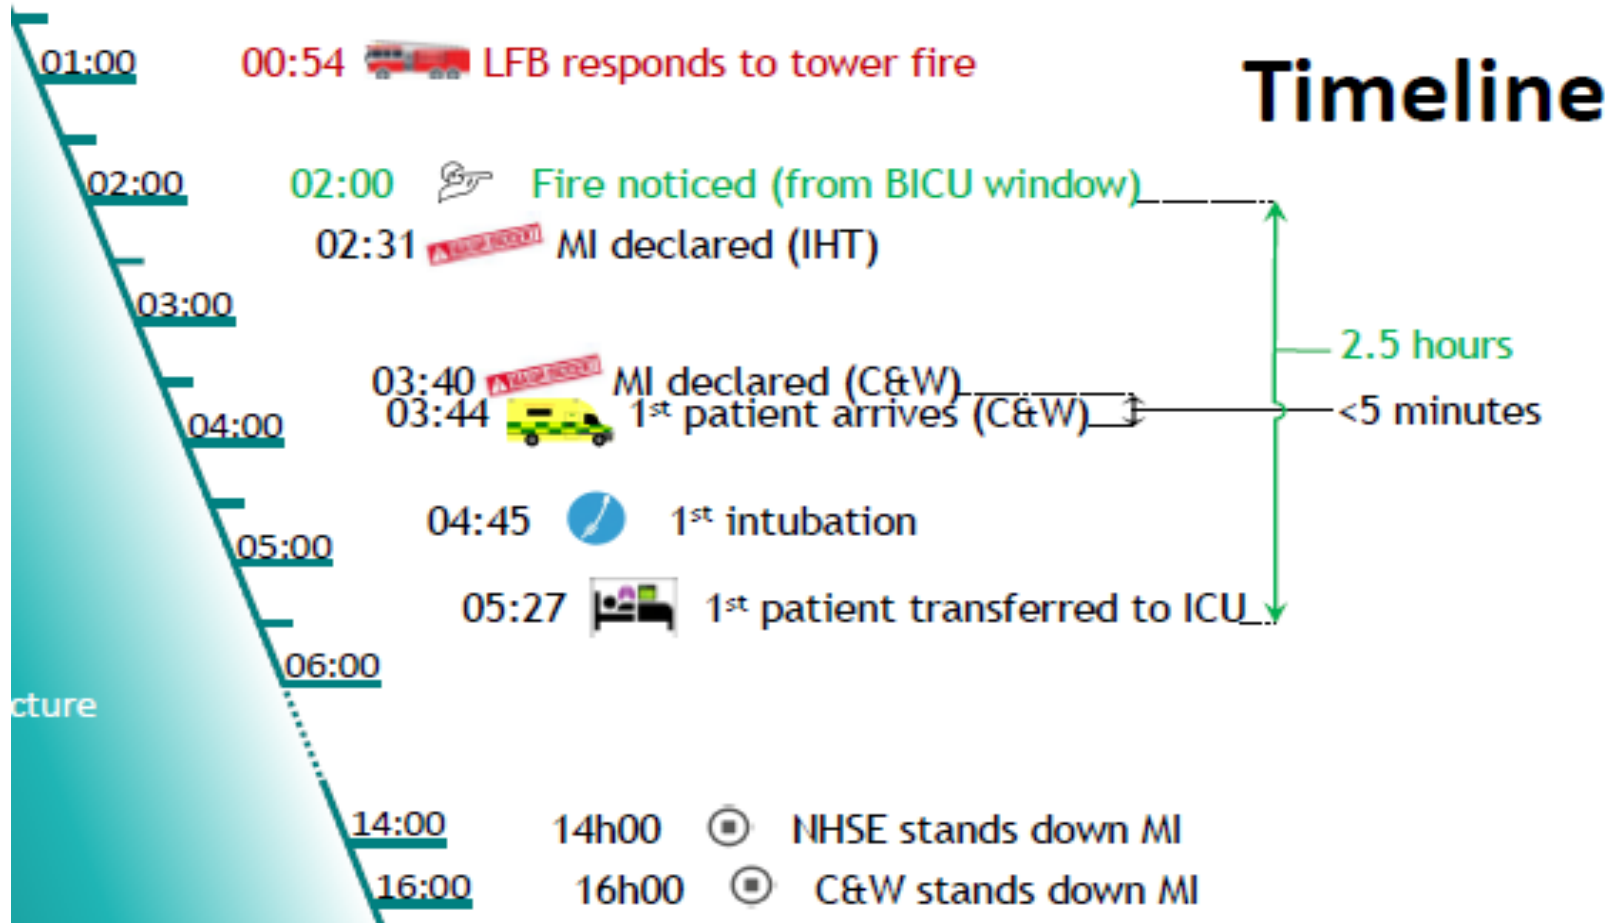 Timeline
01:00
00:54 LFB responds to tower fire
02:00
02:00 Fire noticed (from BICU window)
02:31 MI declared (IHT)
03:00
2.5 hours
03:40 MI declared (C&W)
03:44 1st patient arrives (C&W)
<5 minutes
04:00
04:45 1st intubation
05:00
05:27 1st patient transferred to ICU
06:00
cture
14:00
14h00 NHSE stands down MI
16:00
16h00 C&W stands down MI